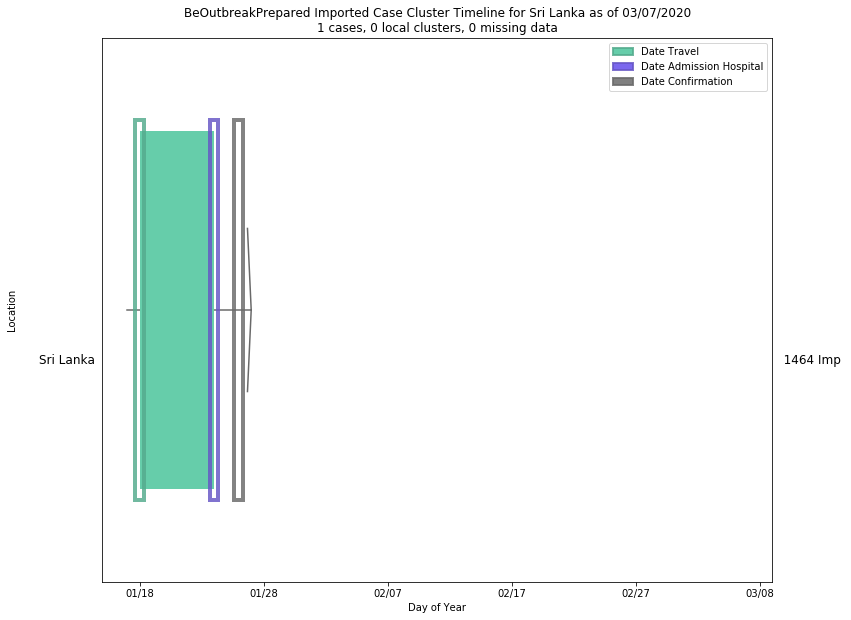 BeOutbreakPrepared Imported Case Cluster Timeline for Sri Lanka as of 03/07/2020
1 cases, 0 local clusters, 0 missing data
Date Travel
Date Admission Hospital
Date Confirmation
Location
Sri Lanka
1464 Imp
01/18
01/28
02/07
02/17
02/27
03/08
Day of Year